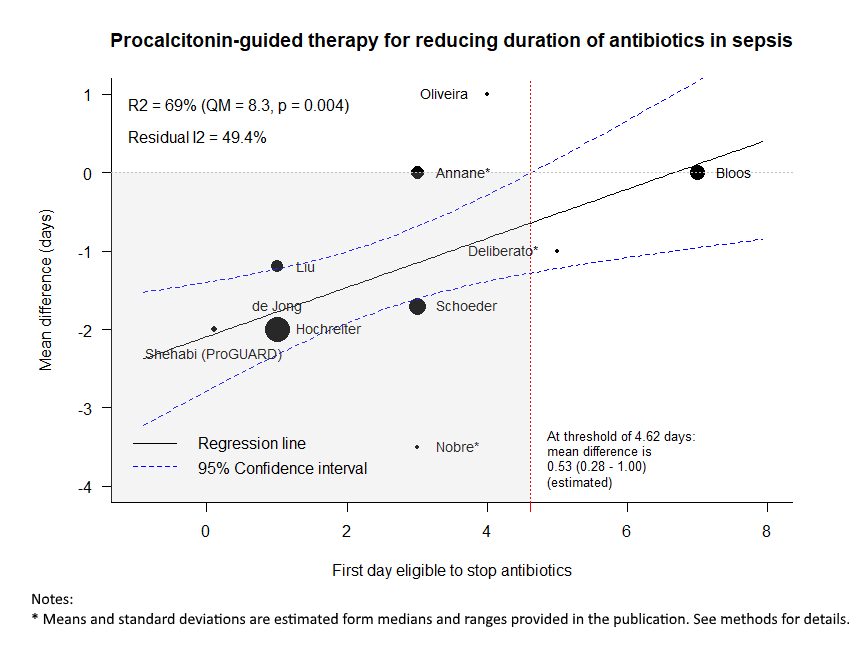 Procalcitonin-guided therapy for reducing duration of antibiotics in sepsis
R2 = 69% (QM = 8.3, p = 0.004)
Residual I2 = 49.4%
Oliveira
Annane*
Bloos
Deliberato*
Liu
de Jong
Hochreiter
Schoeder
Shehabi (ProGUARD)
Nobre*
Regression line
95% Confidence interval
At threshold of 4.62 days:
mean difference is
0.53 (0.28 - 1.00)
(estimated)
Mean difference (days)
1
0
-1
-2
-3
-4
0 2 4 6 8
First day eligible to stop antibiotics
Notes:
* Means and standard deviations are estimated form medians and ranges provided in the publication. See methods for details.